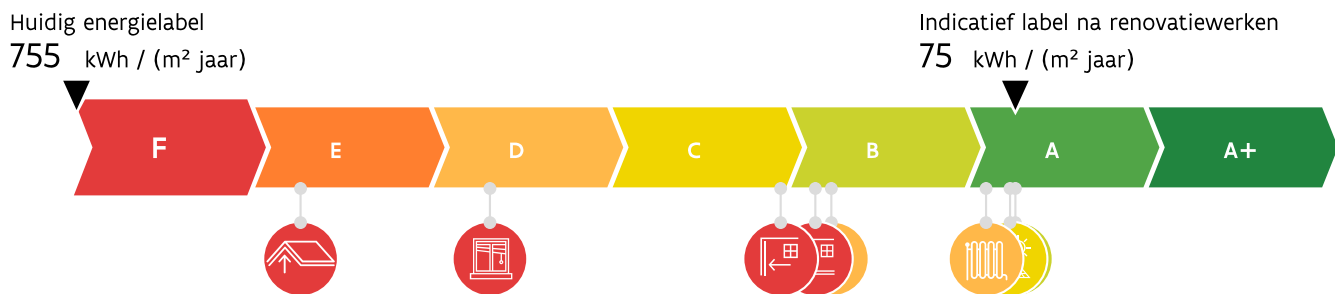 Huidig energielabel
755 kWh / (m² jaar)
Indicatief label na renovatiewerken
75 kWh / (m² jaar)
F E D C B A A+